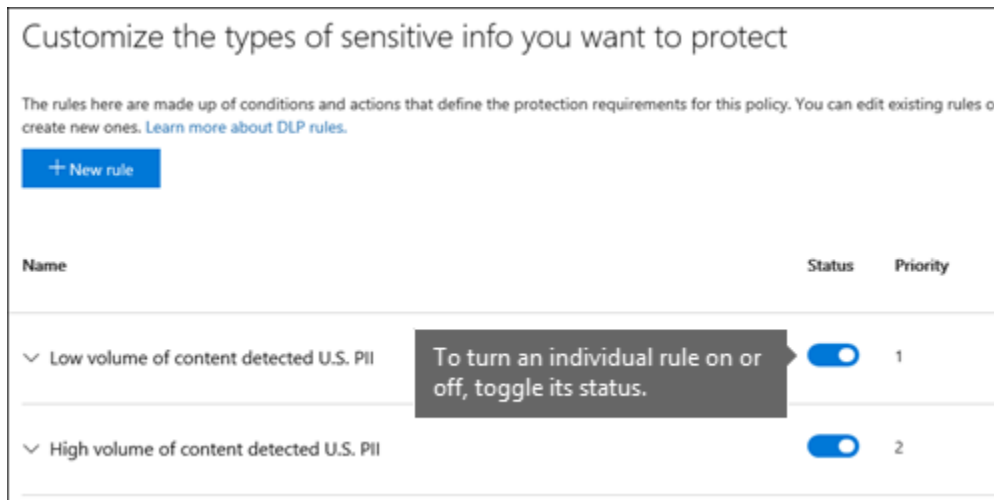 Customize the types of sensitive info you want to protect
The rules here are made up of conditions and actions that define the protection requirements for this policy. You can edit existing rules o
create new ones. Learn more about DLP rules.
+ New rule
Name Status Priority
Low volume of content detected U.S. PII To turn an individual rule on or 1
off, toggle its status.
High volume of content detected U.S. PII 2